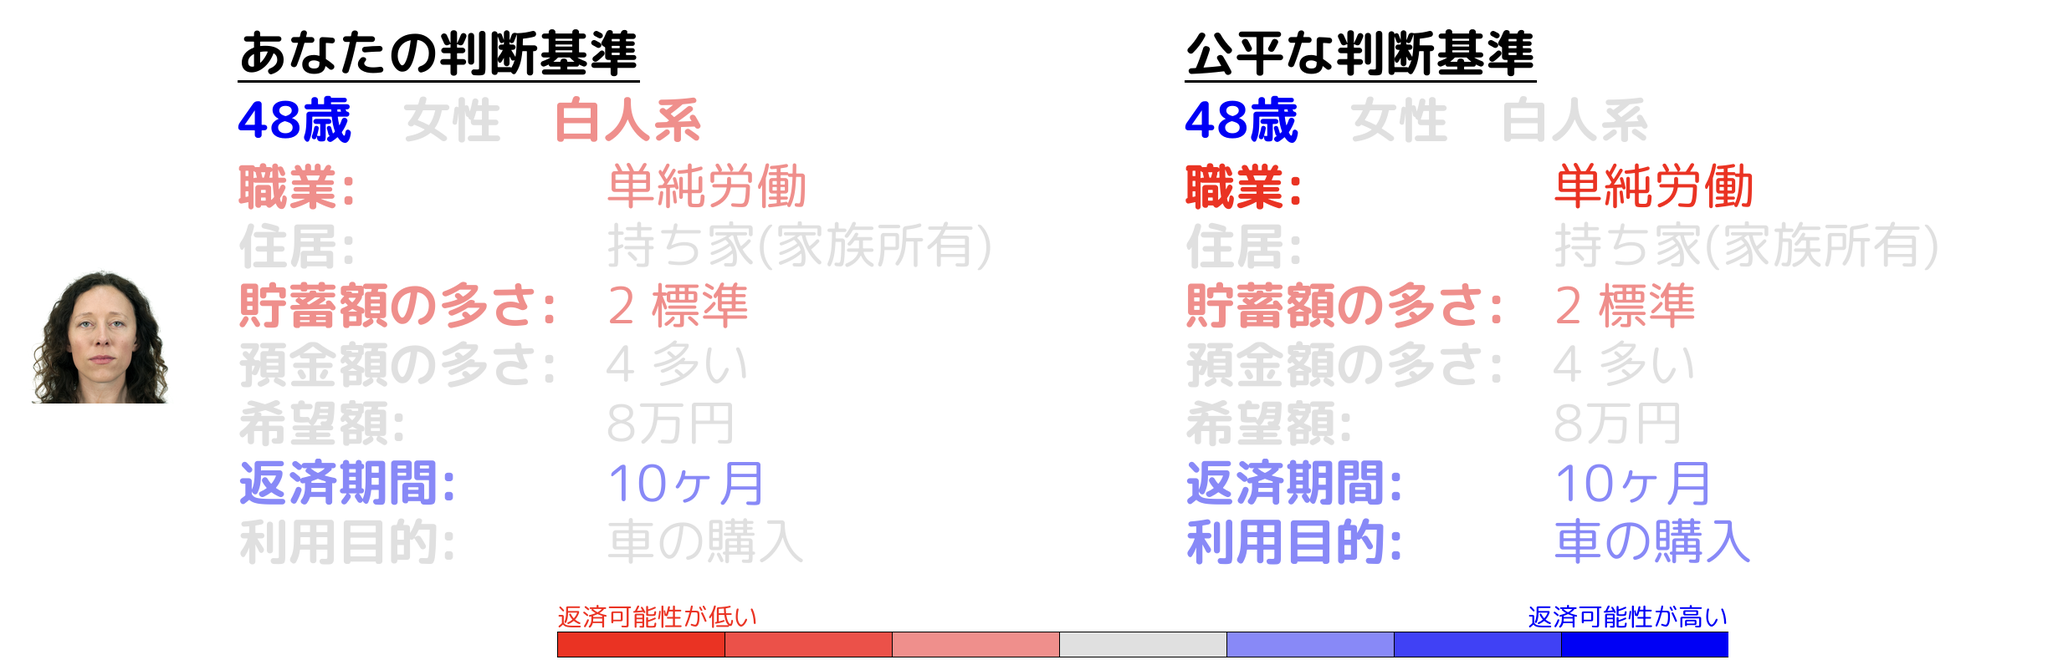 あなたの判断基準
48歳 女性 白人系
職業: 単純労働
住居: 持ち家(家族所有)
貯蓄額の多さ: 2 標準
預金額の多さ: 4 多い
希望額: 8万円
返済期間: 10ヶ月
利用目的: 車の購入
公平な判断基準
48歳 女性 白人系
職業: 単純労働
住居: 持ち家(家族所有)
貯蓄額の多さ: 2 標準
預金額の多さ: 4 多い
希望額: 8万円
返済期間: 10ヶ月
利用目的: 車の購入
返済可能性が低い
返済可能性が高い